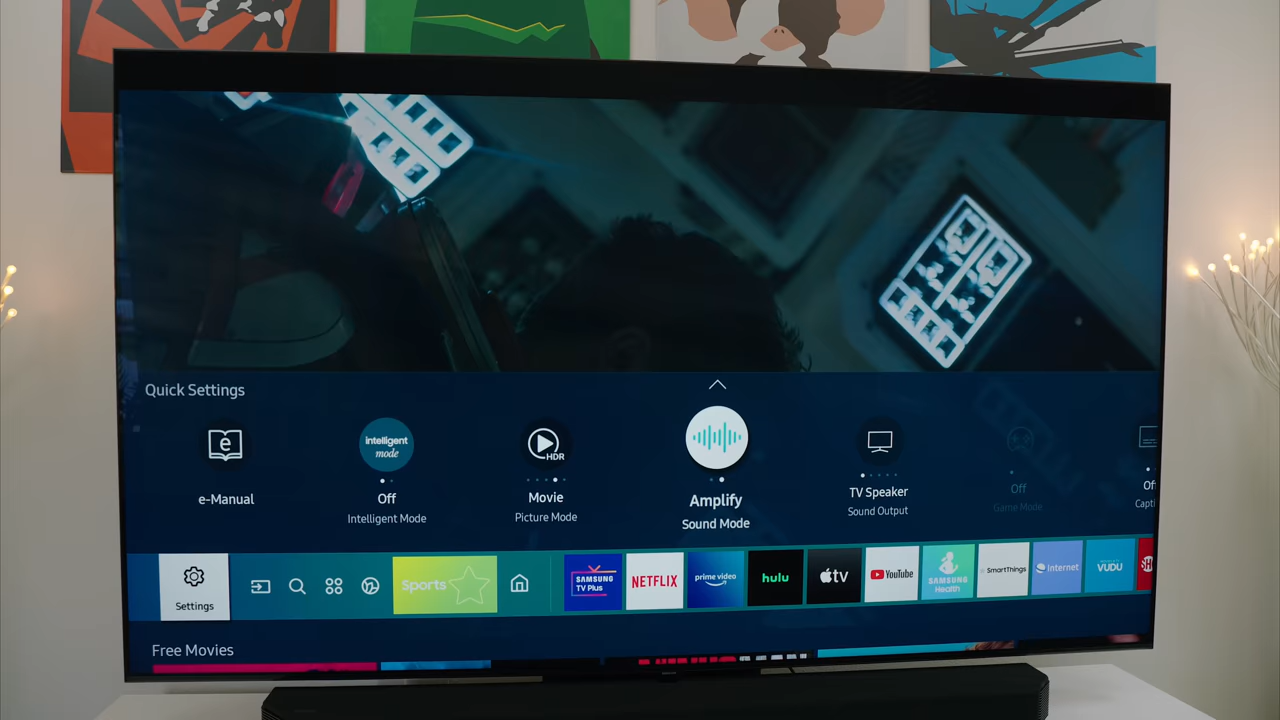 Quick Settings
e-Manual
intelligent
mode
Off
Intelligent Mode
HDR
Movie
Picture Mode
Amplify
Sound Mode
TV Speaker
Sound Output
Off
Game Mode
Settings
Sports
SAMSUNG
TV Plus
NETFLIX
prime video
hulu
tv
YouTube
SAMSUNG
Health
SmartThings
Internet
VUDU
Free Movies